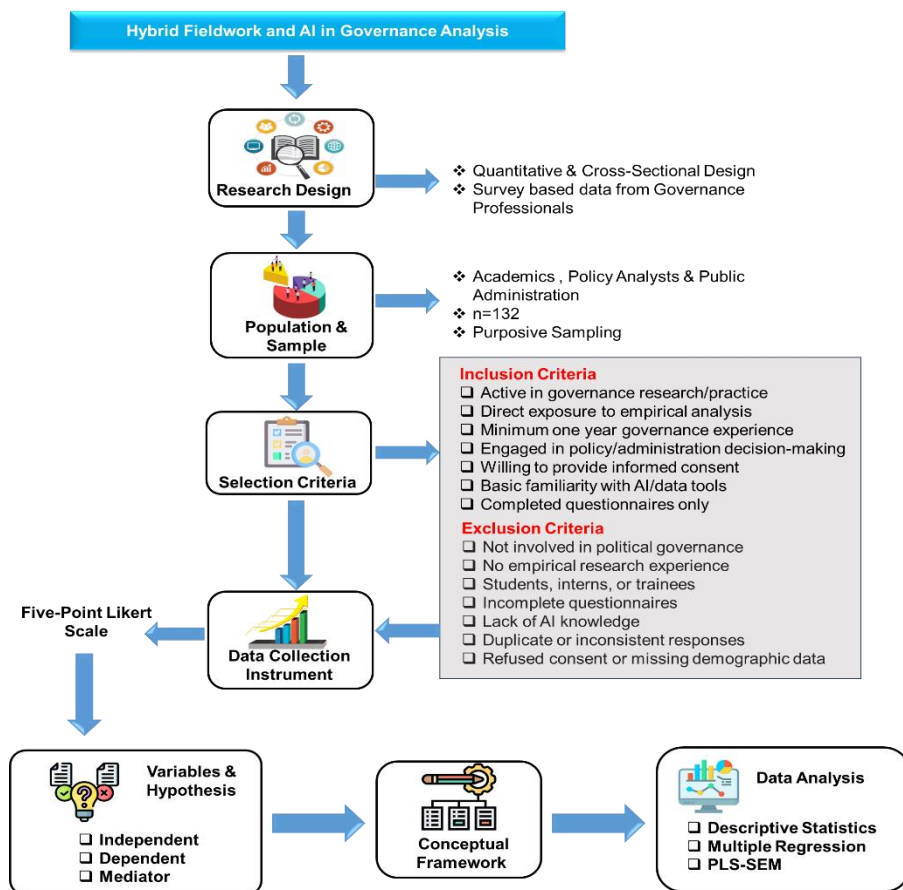 Hybrid Fieldwork and AI in Governance Analysis
Research Design
❖ Quantitative & Cross-Sectional Design
❖ Survey based data from Governance
Professionals
Population &
Sample
❖ Academics , Policy Analysts & Public
Administration
❖ n=132
❖ Purposive Sampling
Selection Criteria
Inclusion Criteria
❑ Active in governance research/practice
❑ Direct exposure to empirical analysis
❑ Minimum one year governance experience
❑ Engaged in policy/administration decision-making
❑ Willing to provide informed consent
❑ Basic familiarity with AI/data tools
❑ Completed questionnaires only
Exclusion Criteria
❑ Not involved in political governance
❑ No empirical research experience
❑ Students, interns, or trainees
❑ Incomplete questionnaires
❑ Lack of AI knowledge
❑ Duplicate or inconsistent responses
❑ Refused consent or missing demographic data
Data Collection
Instrument
Five-Point Likert
Scale
Variables &
Hypothesis
❑ Independent
❑ Dependent
❑ Mediator
Conceptual
Framework
Data Analysis
❑ Descriptive Statistics
❑ Multiple Regression
❑ PLS-SEM